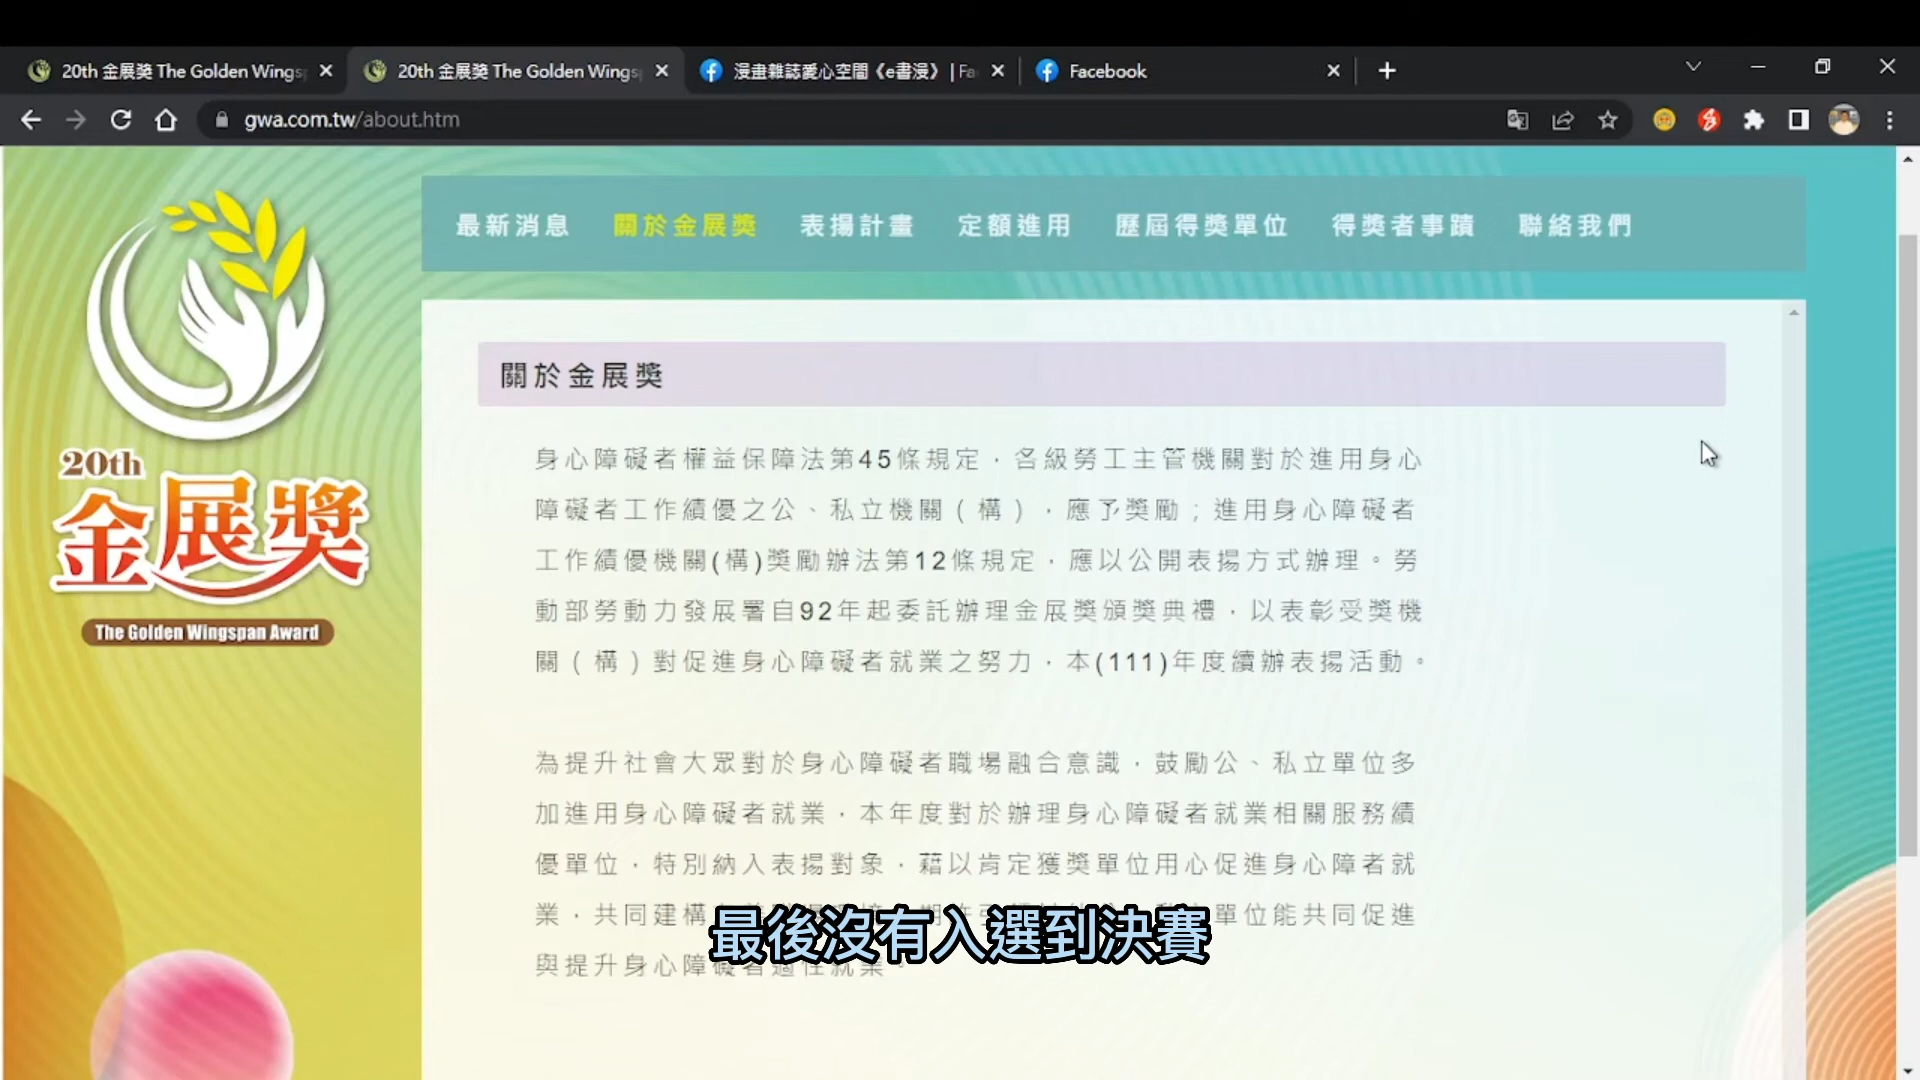 20th 金展獎 The Golden Wings
20th 金展獎 The Golden Wings
漫畫雜誌愛心空間《e書漫》 | Fa
Facebook
gwa.com.tw/about.htm
最新消息 關於金展獎 表揚計畫 定額進用 歷屆得獎單位 得獎者事蹟 聯絡我們
20th
金展獎
The Golden Wingspan Award
關於金展獎
身心障礙者權益保障法第45條規定，各級勞工主管機關對於進用身心
障礙者工作績優之公、私立機關（構），應予獎勵；進用身心障礙者
工作績優機關(構)獎勵辦法第12條規定，應以公開表揚方式辦理。勞
動部勞動力發展署自92年起委託辦理金展獎頒獎典禮，以表彰受獎機
關（構）對促進身心障礙者就業之努力，本(111)年度續辦表揚活動。
為提升社會大眾對於身心障礙者職場融合意識，鼓勵公、私立單位多
加進用身心障礙者就業，本年度對於辦理身心障礙者就業相關服務績
優單位，特別納入表揚對象，藉以肯定獲獎單位用心促進身心障者就
業，共同建構 單位能共同促進
與提升身心障礙者適性就業。
最後沒有入選到決賽